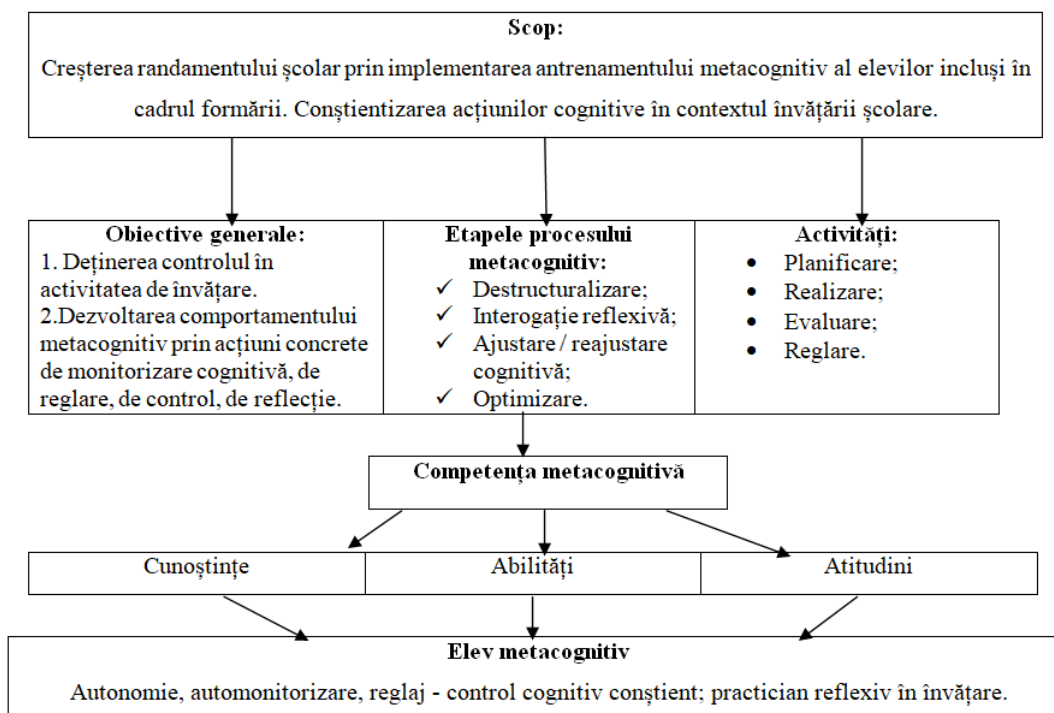 Scop:
Creșterea randamentului școlar prin implementarea antrenamentului metacognitiv al elevilor incluși în
cadrul formării. Conștientizarea acțiunilor cognitive în contextul învățării școlare.
Obiective generale:
1. Deținerea controlul în
activitatea de învățare.
2.Dezvoltarea comportamentului
metacognitiv prin acțiuni concrete
de monitorizare cognitivă, de
reglare, de control, de reflecție.
Etapele procesului
metacognitiv:
✓ Destructuralizare;
✓ Interogație reflexivă;
✓ Ajustare / reajustare
cognitivă;
✓ Optimizare.
Activități:
• Planificare;
• Realizare;
• Evaluare;
• Reglare.
Competența metacognitivă
Cunoștințe
Abilități
Atitudini
Elev metacognitiv
Autonomie, automonitorizare, reglaj - control cognitiv conștient; practician reflexiv în învățare.